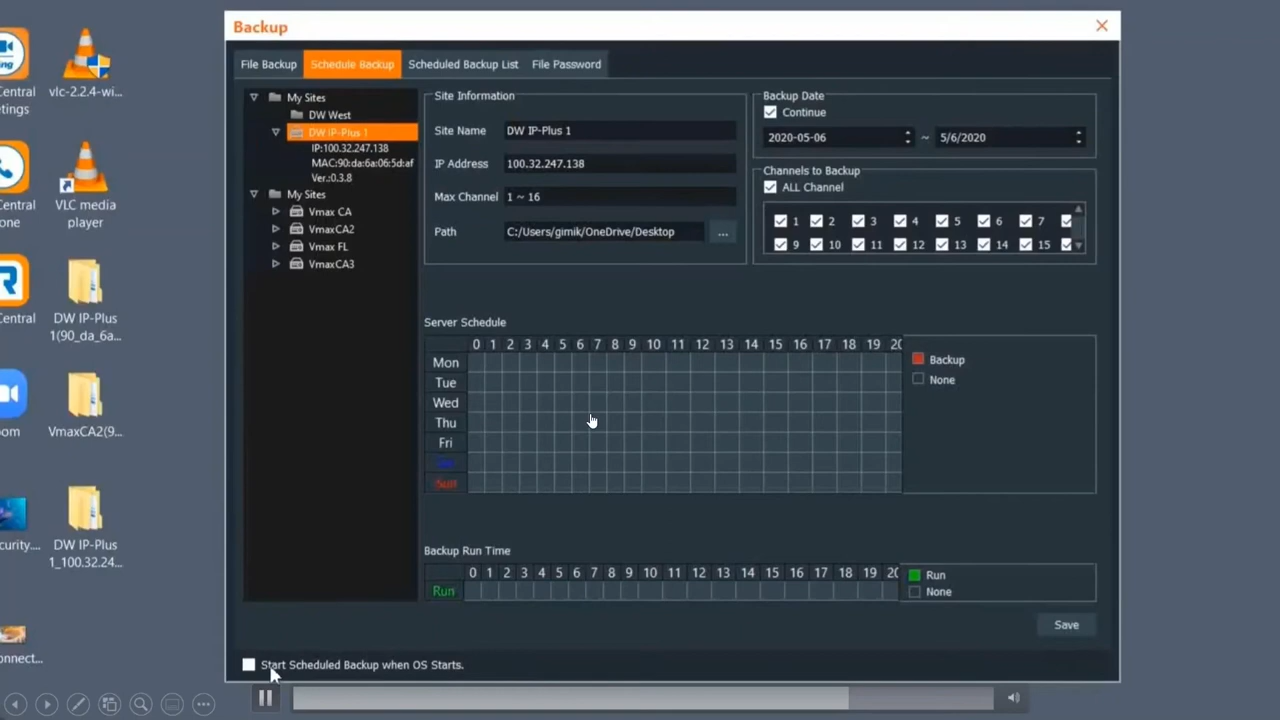 Backup
File Backup Schedule Backup Scheduled Backup List File Password
My Sites
DW West
DW IP-Plus 1
IP:100.32.247.138
MAC:90:da:6a:06:5d:af
Ver.:0.3.8
My Sites
Vmax CA
VmaxCA2
Vmax FL
VmaxCA3
Site Information
Site Name DW IP-Plus 1
IP Address 100.32.247.138
Max Channel 1 ~ 16
Path C:/Users/gimik/OneDrive/Desktop ...
Backup Date
Continue
2020-05-06 ~ 5/6/2020
Channels to Backup
ALL Channel
1 2 3 4 5 6 7
9 10 11 12 13 14 15
Server Schedule
0 1 2 3 4 5 6 7 8 9 10 11 12 13 14 15 16 17 18 19 20
Mon
Tue
Wed
Thu
Fri
Sun
Backup
None
Backup Run Time
0 1 2 3 4 5 6 7 8 9 10 11 12 13 14 15 16 17 18 19 20
Run
Run
None
Save
Start Scheduled Backup when OS Starts.
Central
tings
vlc-2.2.4-wi...
Central
one
VLC media
player
Central
DW IP-Plus
1(90_da_6a...
oom
VmaxCA2(9...
curity....
DW IP-Plus
1_100.32.24...
onnect...